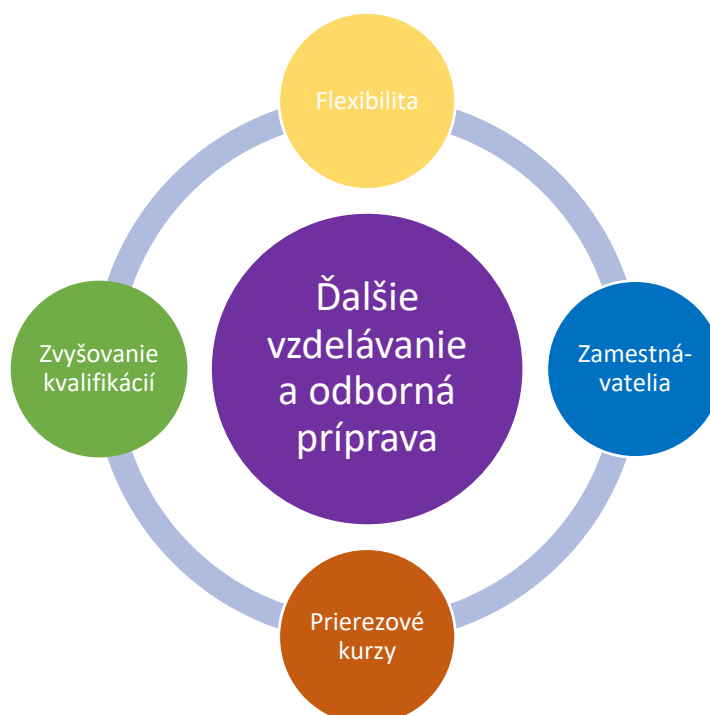 Flexibilita
Ďalšie
vzdelávanie
a odborná
príprava
Zvyšovanie
kvalifikácií
Zamestná-
vatelia
Prierezové
kurzy